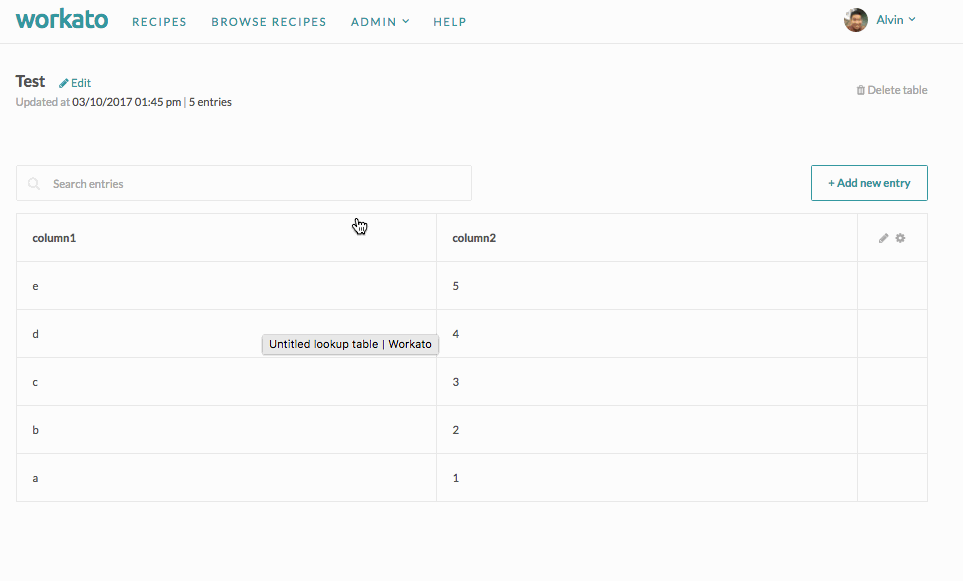 workato RECIPES BROWSE RECIPES ADMIN HELP Alvin
Test Edit
Updated at 03/10/2017 01:45 pm | 5 entries
Delete table
Search entries
+ Add new entry
column1 column2
e 5
d 4
Untitled lookup table | Workato
c 3
b 2
a 1